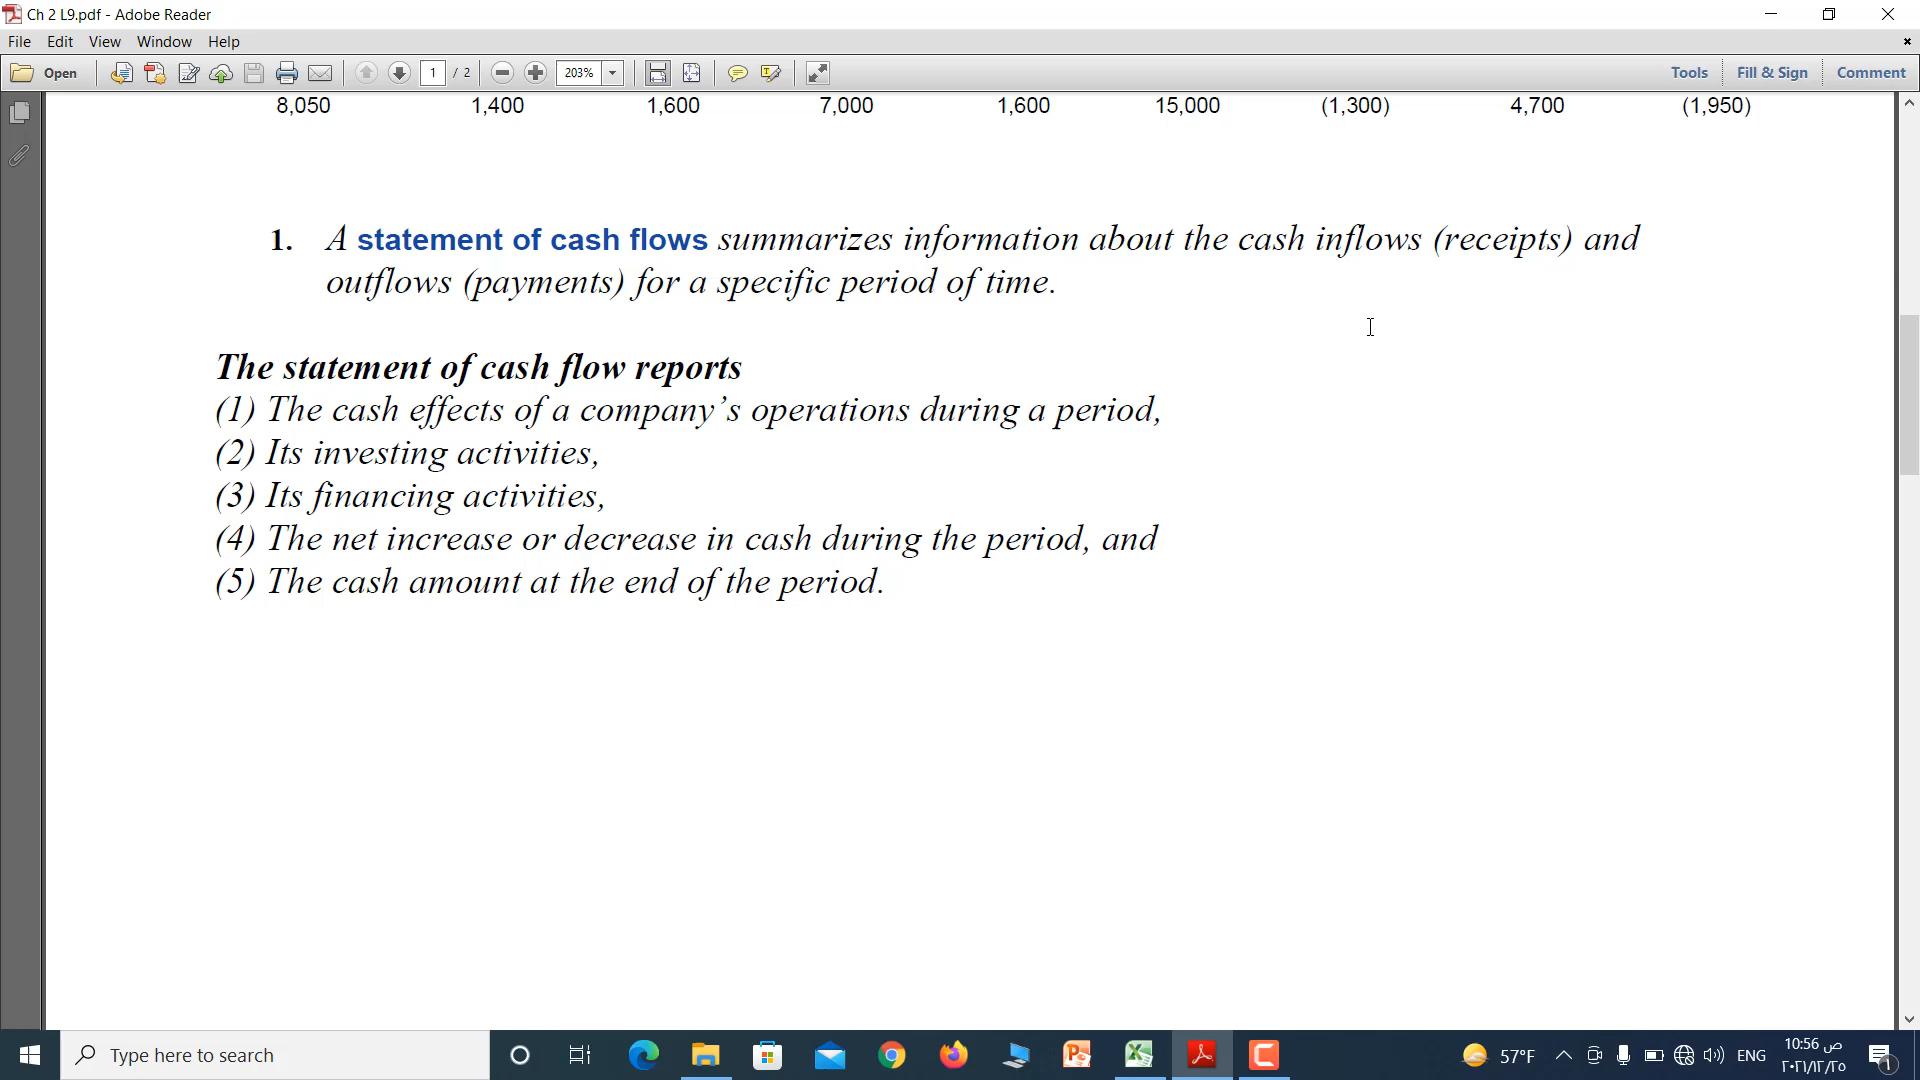 Ch 2 L9.pdf - Adobe Reader
File Edit View Window Help
Open 1 / 2 203% Tools Fill & Sign Comment
8,050 1,400 1,600 7,000 1,600 15,000 (1,300) 4,700 (1,950)
1. A statement of cash flows summarizes information about the cash inflows (receipts) and
outflows (payments) for a specific period of time.
The statement of cash flow reports
(1) The cash effects of a company’s operations during a period,
(2) Its investing activities,
(3) Its financing activities,
(4) The net increase or decrease in cash during the period, and
(5) The cash amount at the end of the period.
Type here to search 57°F ENG 10:56 ص
٢٠٢١/١٢/٢٥
١